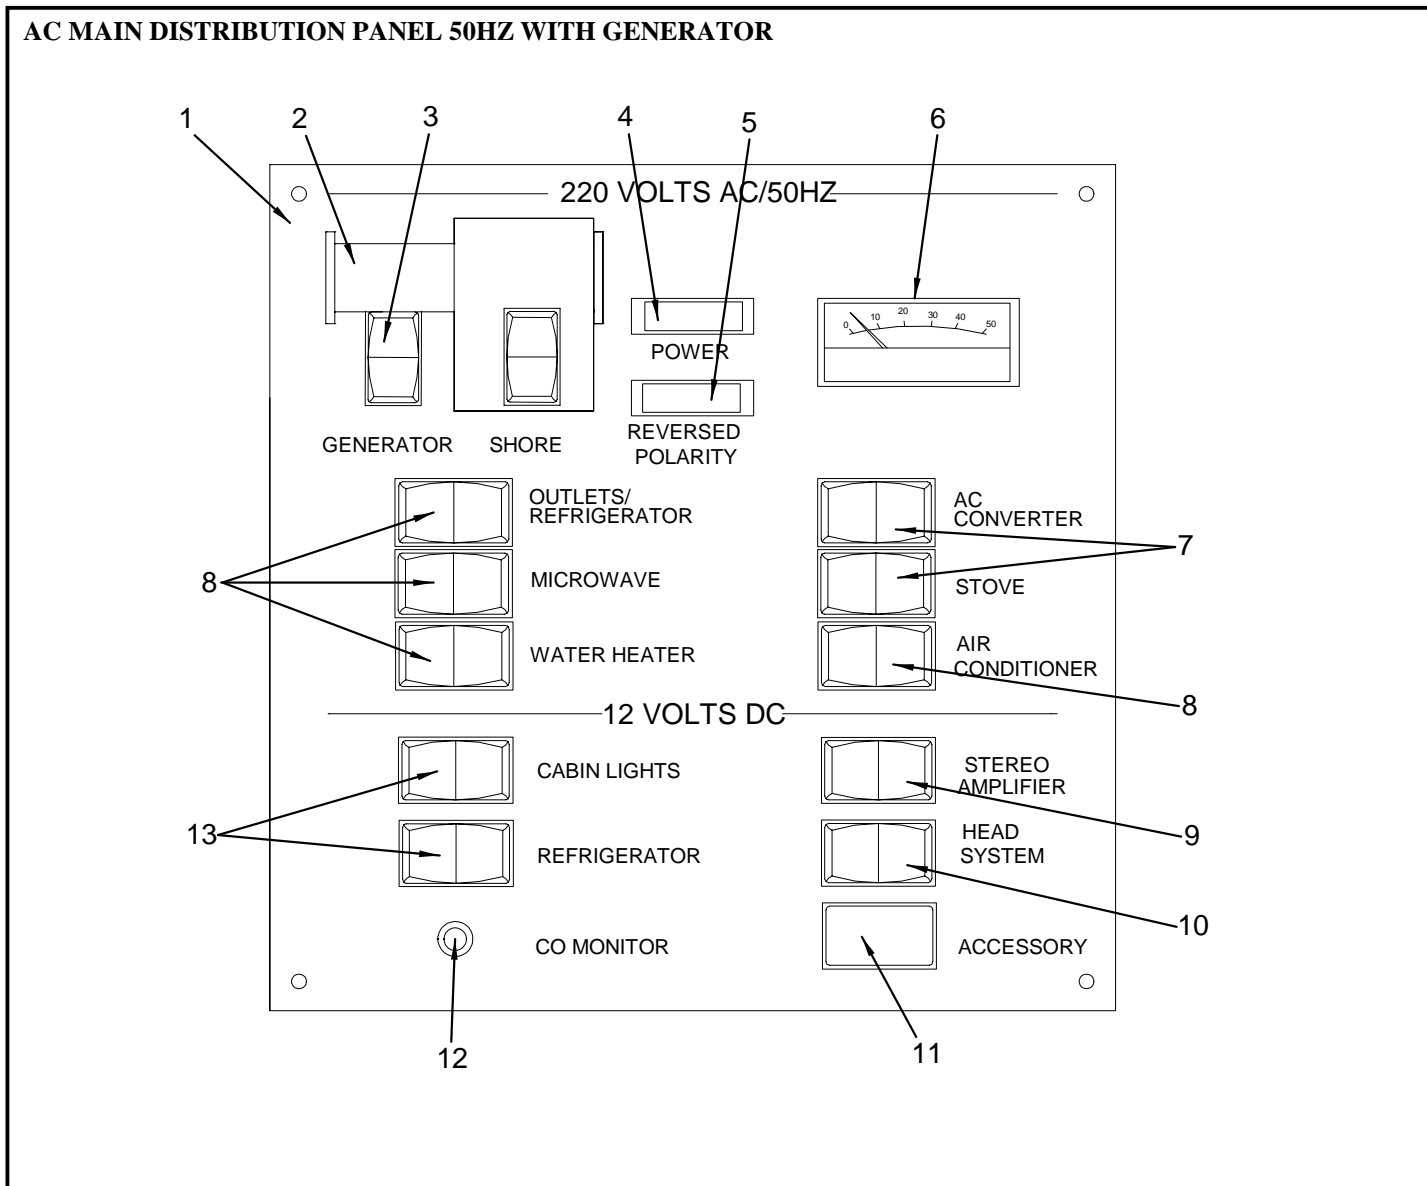 AC MAIN DISTRIBUTION PANEL 50HZ WITH GENERATOR
1
2
3
4
5
6
220 VOLTS AC/50HZ
0 10 20 30 40 50
POWER
REVERSED
POLARITY
GENERATOR
SHORE
OUTLETS/
REFRIGERATOR
AC
CONVERTER
7
8
MICROWAVE
STOVE
WATER HEATER
AIR
CONDITIONER
8
12 VOLTS DC
CABIN LIGHTS
STEREO
AMPLIFIER
13
9
REFRIGERATOR
HEAD
SYSTEM
10
CO MONITOR
ACCESSORY
12
11